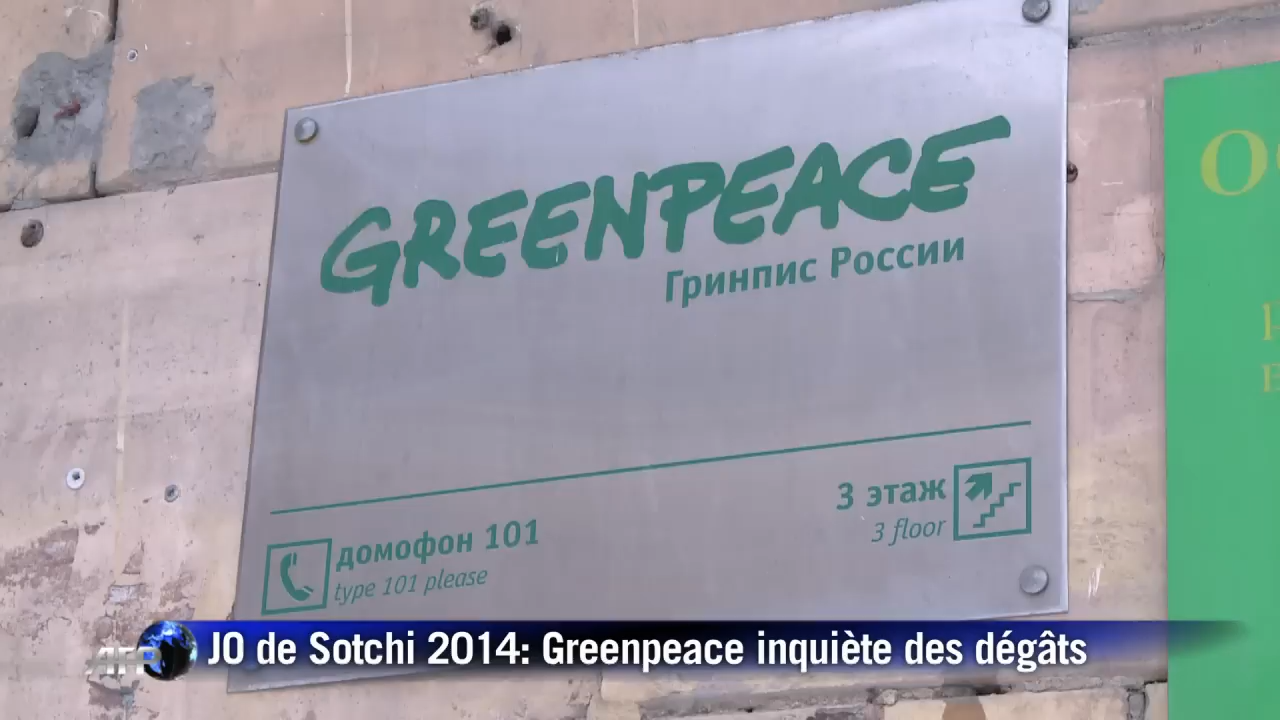 GREENPEACE
Гринпис России
3 этаж
3 floor
домофон 101
type 101 please
AFP
JO de Sotchi 2014: Greenpeace inquiète des dégâts